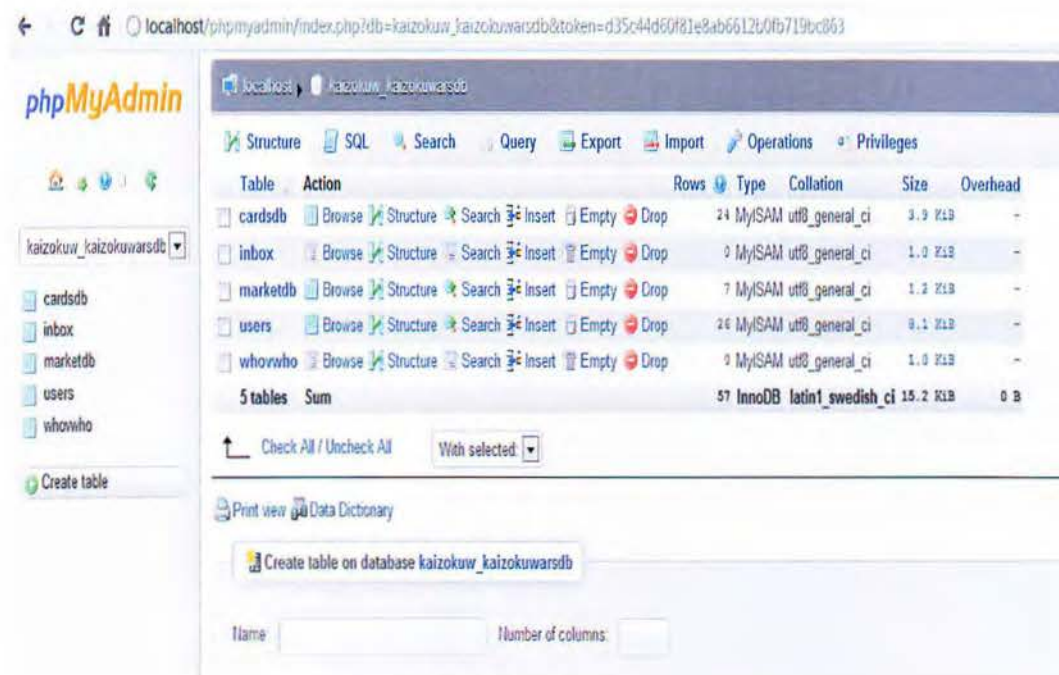 localhost/phpmyadmin/index.php?db=kaizokuw_kaizokuwarsdb&token=d35c44d60f81e8ab6612b0fb719bc863
phpMyAdmin
localhost kaizokuw_kaizokuwarsdb
Structure SQL Search Query Export Import Operations Privileges
kaizokuw_kaizokuwarsdb
cardsdb
inbox
marketdb
users
whovwho
Create table
Table Action Rows Type Collation Size Overhead
cardsdb Browse Structure Search Insert Empty Drop 24 MyISAM utf8_general_ci 3.9 KiB -
inbox Browse Structure Search Insert Empty Drop 0 MyISAM utf8_general_ci 1.0 KiB -
marketdb Browse Structure Search Insert Empty Drop 7 MyISAM utf8_general_ci 1.2 KiB -
users Browse Structure Search Insert Empty Drop 26 MyISAM utf8_general_ci 8.1 KiB -
whovwho Browse Structure Search Insert Empty Drop 0 MyISAM utf8_general_ci 1.0 KiB -
5 tables Sum 57 InnoDB latin1_swedish_ci 15.2 KiB 0 B
Check All / Uncheck All With selected:
Print view Data Dictionary
Create table on database kaizokuw_kaizokuwarsdb
Name: Number of columns: